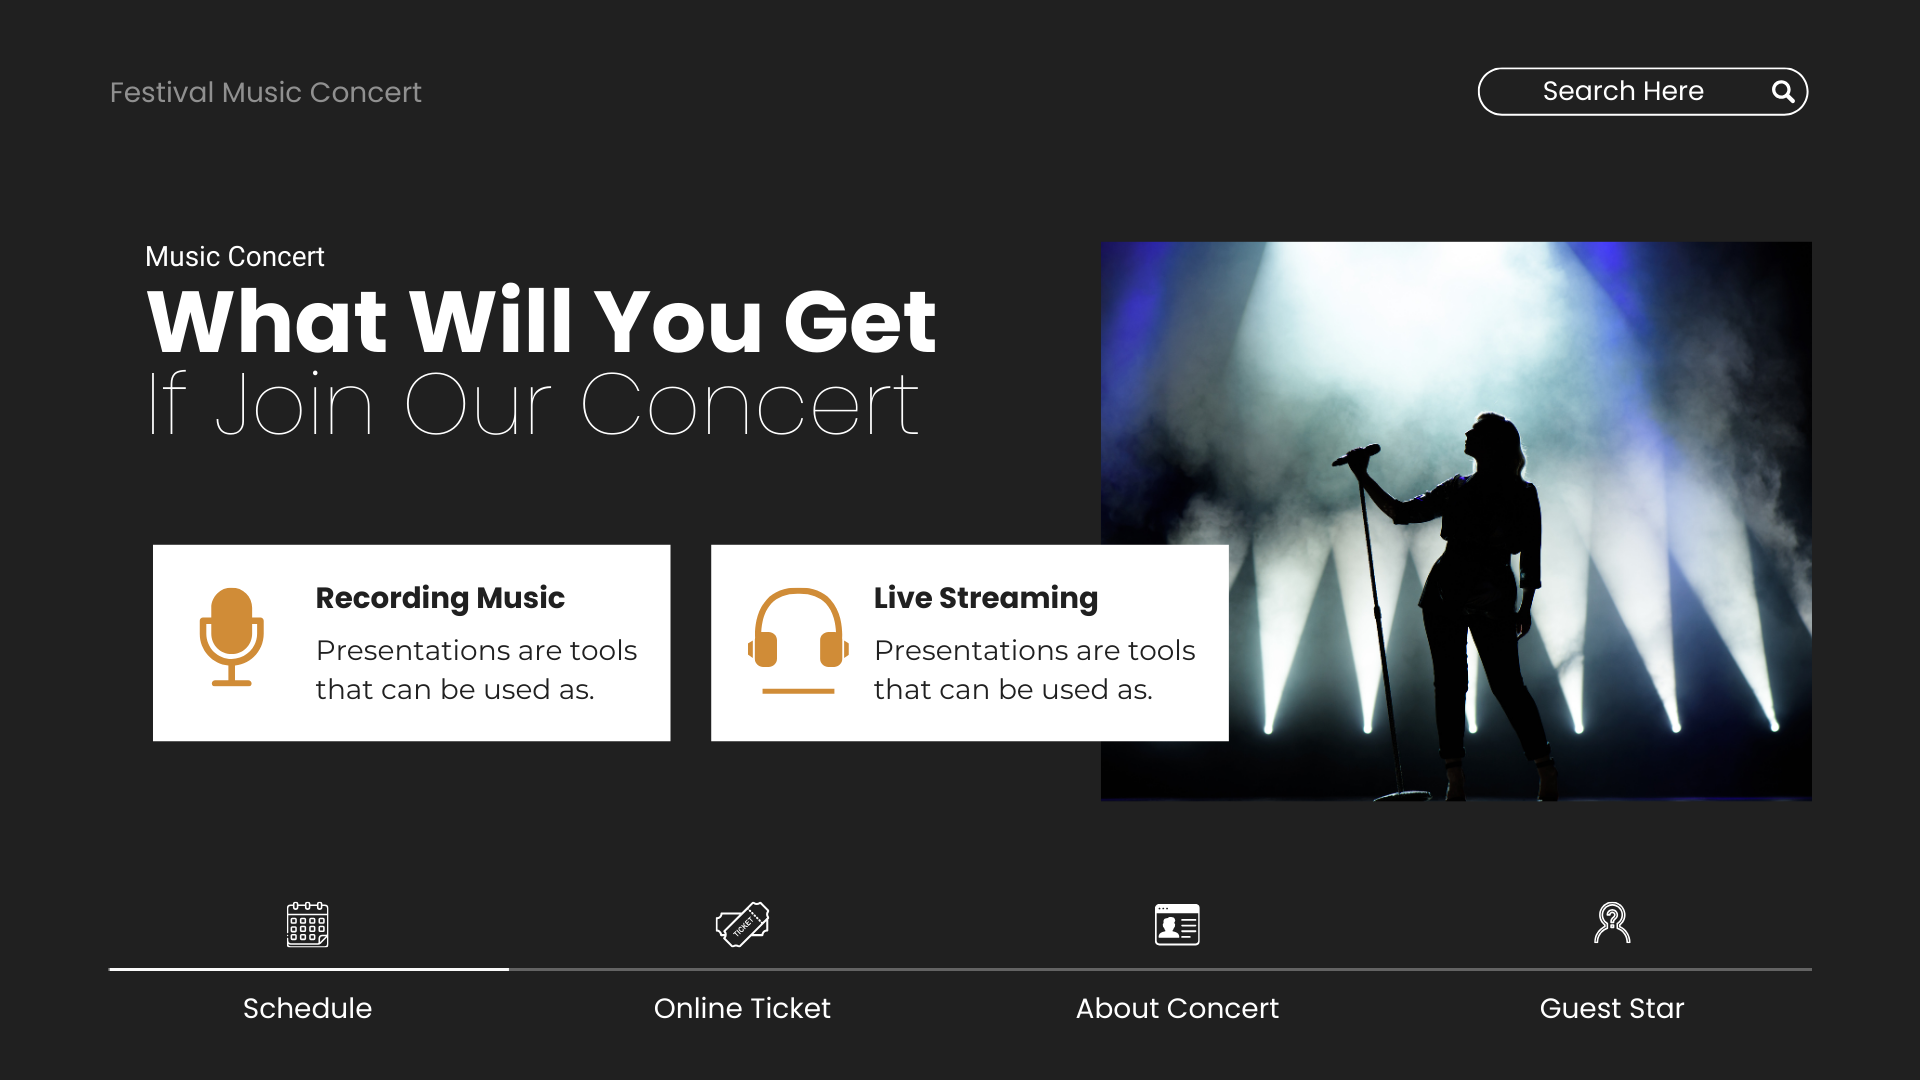 Festival Music Concert
Search Here
Music Concert
What Will You Get
If Join Our Concert
Recording Music
Presentations are tools
that can be used as.
Live Streaming
Presentations are tools
that can be used as.
TICKET
Schedule
Online Ticket
About Concert
Guest Star